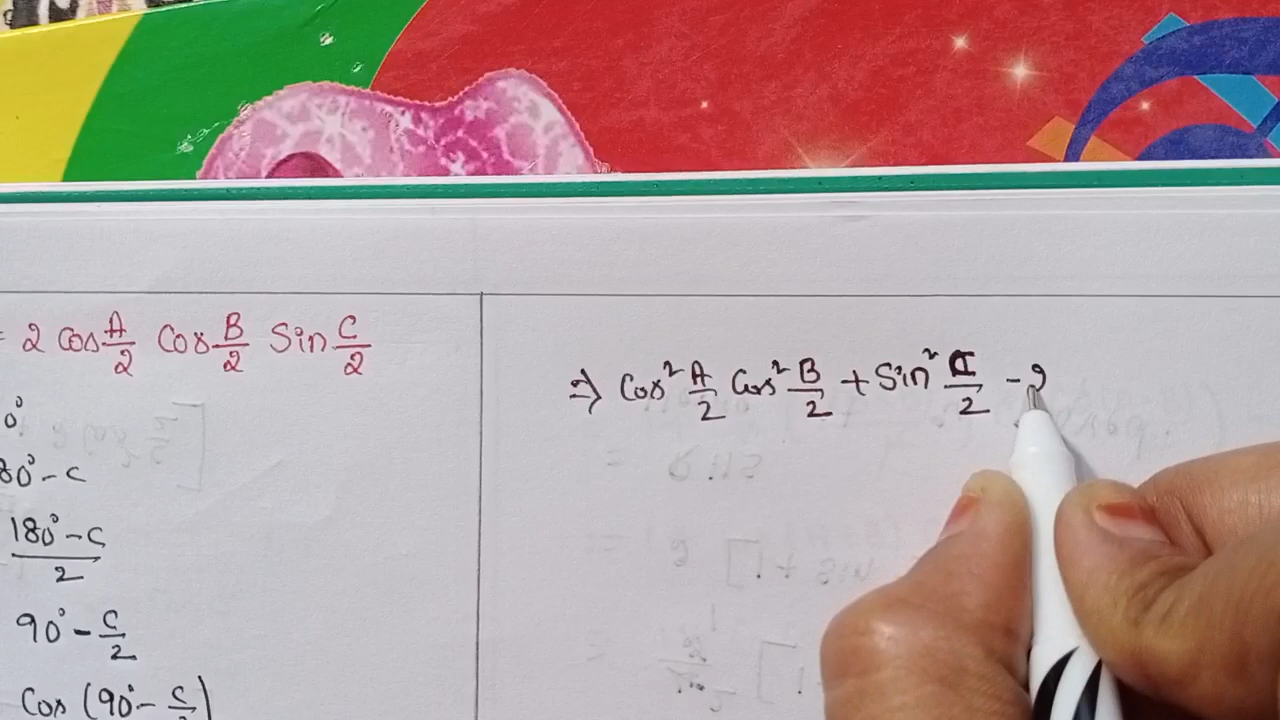 = 2 Cos A/2 Cos B/2 Sin C/2
0°
80° - C
180° - C / 2
90° - C/2
Cos (90° - C/2)
⇒ Cos² A/2 Cos² B/2 + Sin² C/2 - 2